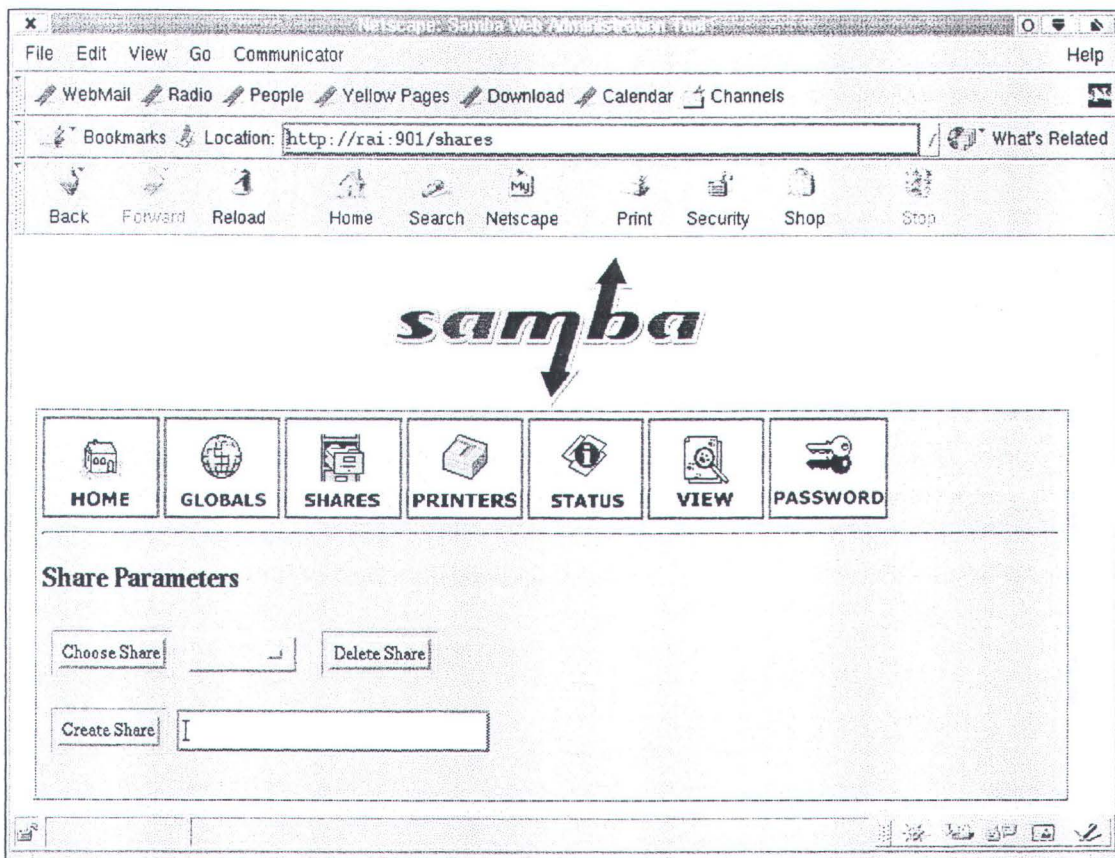 Netscape: Samba Web Administration Tool
File Edit View Go Communicator Help
WebMail Radio People Yellow Pages Download Calendar Channels
Bookmarks Location: http://rai:901/shares What's Related
My
Back Forward Reload Home Search Netscape Print Security Shop Stop
samba
HOME GLOBALS SHARES PRINTERS STATUS VIEW PASSWORD
Share Parameters
Choose Share Delete Share
Create Share